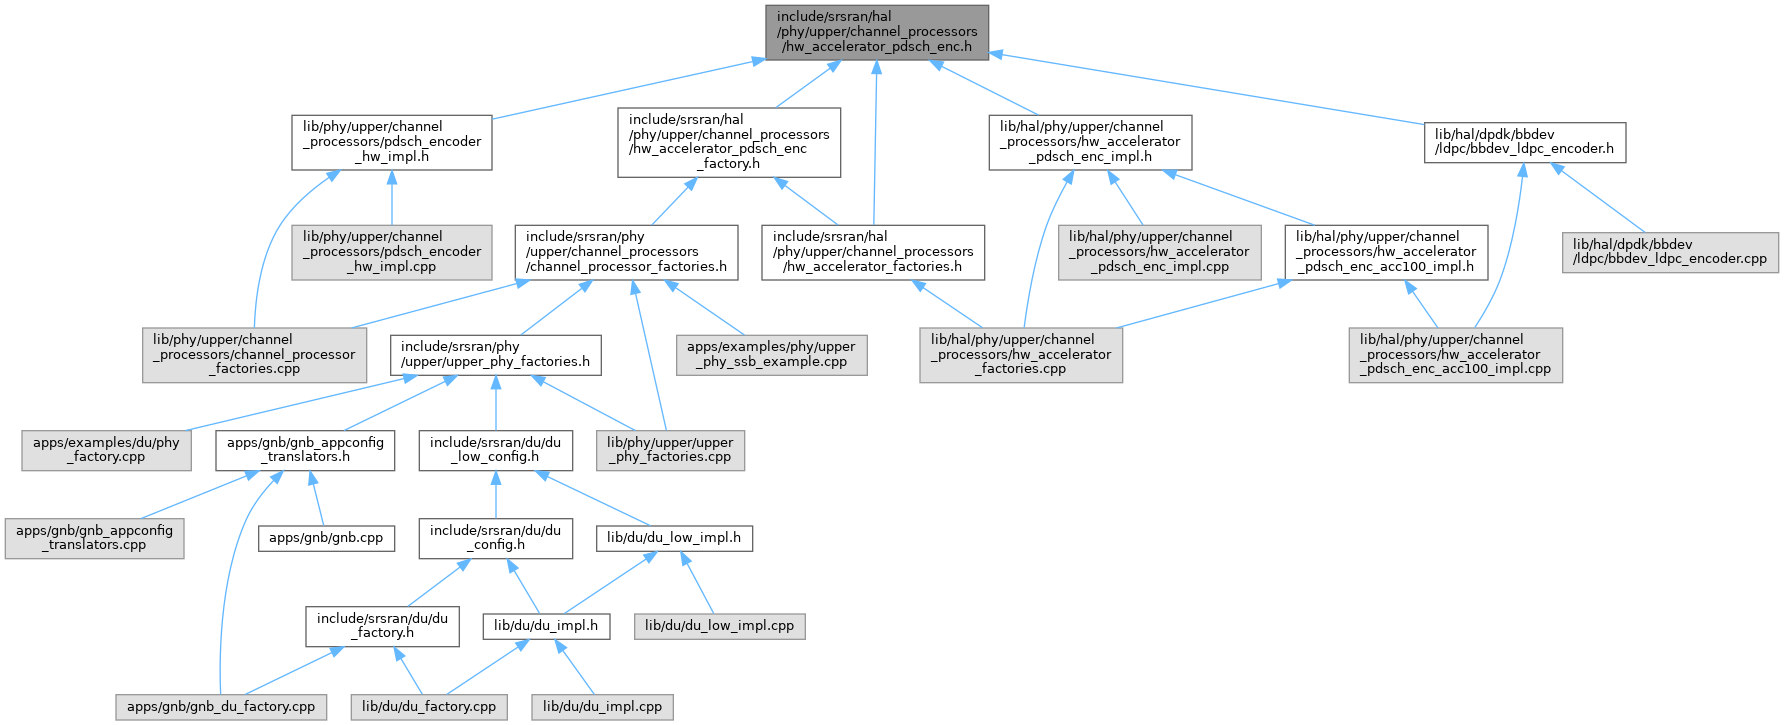 include/srsran/hal
/phy/upper/channel_processors
/hw_accelerator_pdsch_enc.h
lib/phy/upper/channel
_processors/pdsch_encoder
_hw_impl.h
include/srsran/hal
/phy/upper/channel_processors
/hw_accelerator_pdsch_enc
_factory.h
lib/hal/phy/upper/channel
_processors/hw_accelerator
_pdsch_enc_impl.h
lib/hal/dpdk/bbdev
/ldpc/bbdev_ldpc_encoder.h
lib/phy/upper/channel
_processors/pdsch_encoder
_hw_impl.cpp
include/srsran/phy
/upper/channel_processors
/channel_processor_factories.h
include/srsran/hal
/phy/upper/channel_processors
/hw_accelerator_factories.h
lib/hal/phy/upper/channel
_processors/hw_accelerator
_pdsch_enc_impl.cpp
lib/hal/phy/upper/channel
_processors/hw_accelerator
_pdsch_enc_acc100_impl.h
lib/hal/dpdk/bbdev
/ldpc/bbdev_ldpc_encoder.cpp
lib/phy/upper/channel
_processors/channel_processor
_factories.cpp
include/srsran/phy
/upper/upper_phy_factories.h
apps/examples/phy/upper
_phy_ssb_example.cpp
lib/hal/phy/upper/channel
_processors/hw_accelerator
_factories.cpp
lib/hal/phy/upper/channel
_processors/hw_accelerator
_pdsch_enc_acc100_impl.cpp
apps/examples/du/phy
_factory.cpp
apps/gnb/gnb_appconfig
_translators.h
include/srsran/du/du
_low_config.h
lib/phy/upper/upper
_phy_factories.cpp
apps/gnb/gnb_appconfig
_translators.cpp
apps/gnb/gnb.cpp
include/srsran/du/du
_config.h
lib/du/du_low_impl.h
include/srsran/du/du
_factory.h
lib/du/du_impl.h
lib/du/du_low_impl.cpp
apps/gnb/gnb_du_factory.cpp
lib/du/du_factory.cpp
lib/du/du_impl.cpp